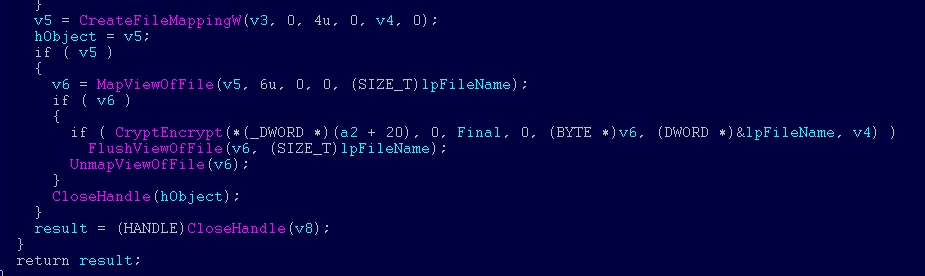 }
v5 = CreateFileMappingW(v3, 0, 4u, 0, v4, 0);
hObject = v5;
if ( v5 )
{
v6 = MapViewOfFile(v5, 6u, 0, 0, (SIZE_T)lpFileName);
if ( v6 )
{
if ( CryptEncrypt(*(_DWORD *)(a2 + 20), 0, Final, 0, (BYTE *)v6, (DWORD *)&lpFileName, v4) )
FlushViewOfFile(v6, (SIZE_T)lpFileName);
UnmapViewOfFile(v6);
}
CloseHandle(hObject);
}
result = (HANDLE)CloseHandle(v8);
}
return result;